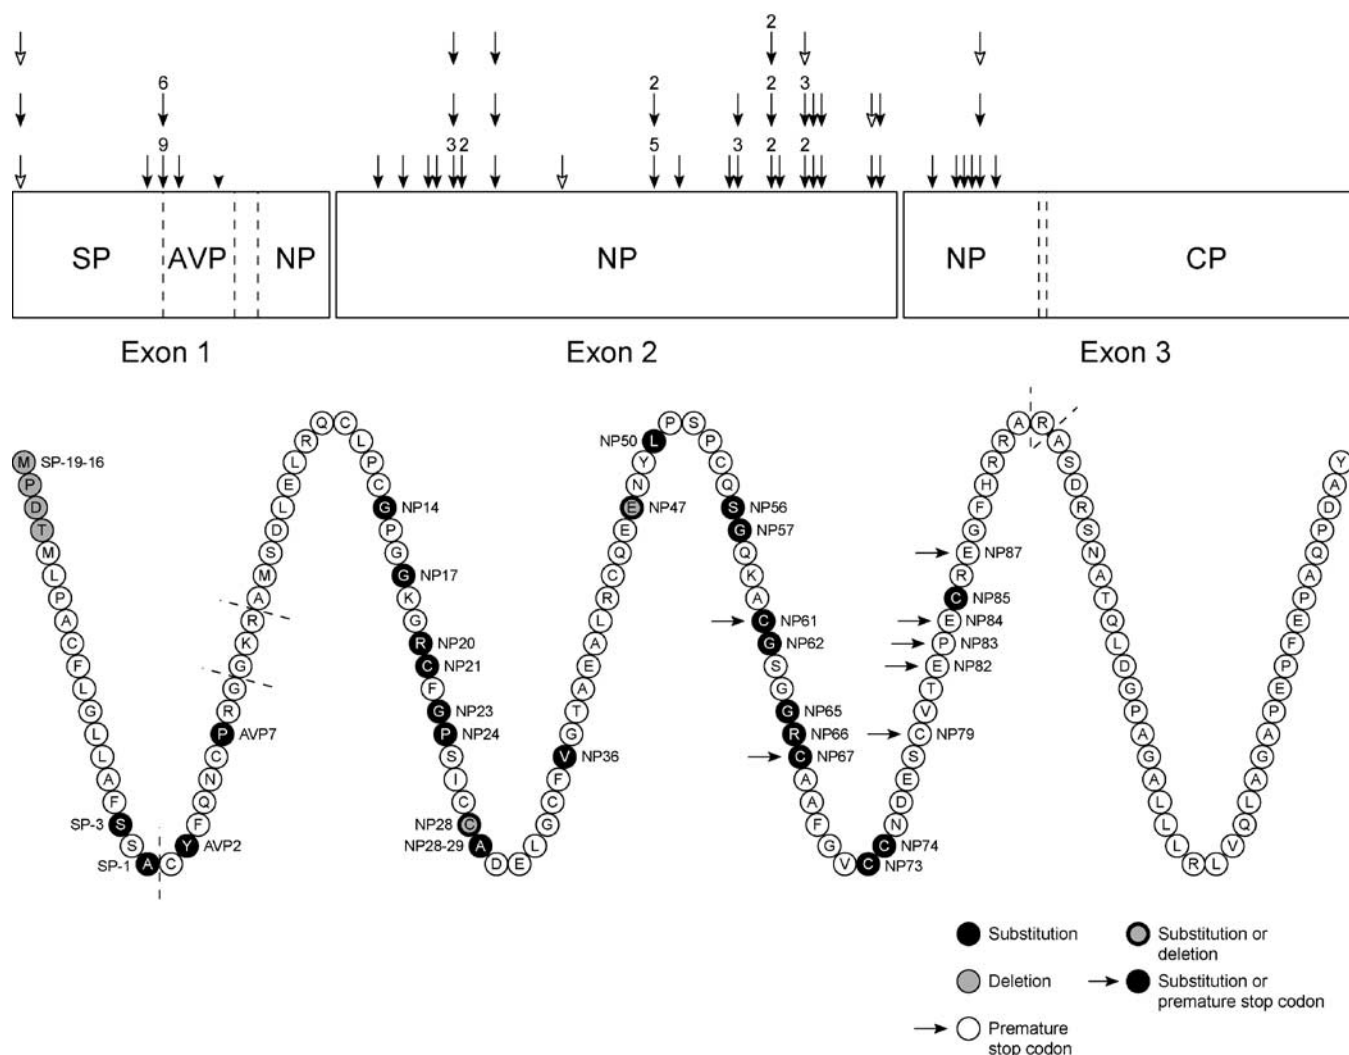 2
6 2 2 3
9 3 2 5 3 2 2
SP AVP NP NP NP CP
Exon 1 Exon 2 Exon 3
M P D T M L P A C F L G L L A F S S A C Y F Q N C P R G G K R A M S D L E L R Q C L P C G P G G K G R C F G P S I C C A D E L G C F V G T A E A L R C Q E E N Y L P S P C Q S G Q K A C G S G G R C A A F G V C C N D E S C V T E P E C R E G F H R R A R A S D R S N A T Q L D G P A G A L L L R L V Q L A G A P E P F E P A Q P D A Y
SP-19-16
SP-3
SP-1
AVP2
AVP7
NP14
NP17
NP20
NP21
NP23
NP24
NP28
NP28-29
NP36
NP47
NP50
NP56
NP57
NP61
NP62
NP65
NP66
NP67
NP73
NP74
NP79
NP82
NP83
NP84
NP85
NP87
Substitution
Deletion
Premature
stop codon
Substitution or
deletion
Substitution or
premature stop codon